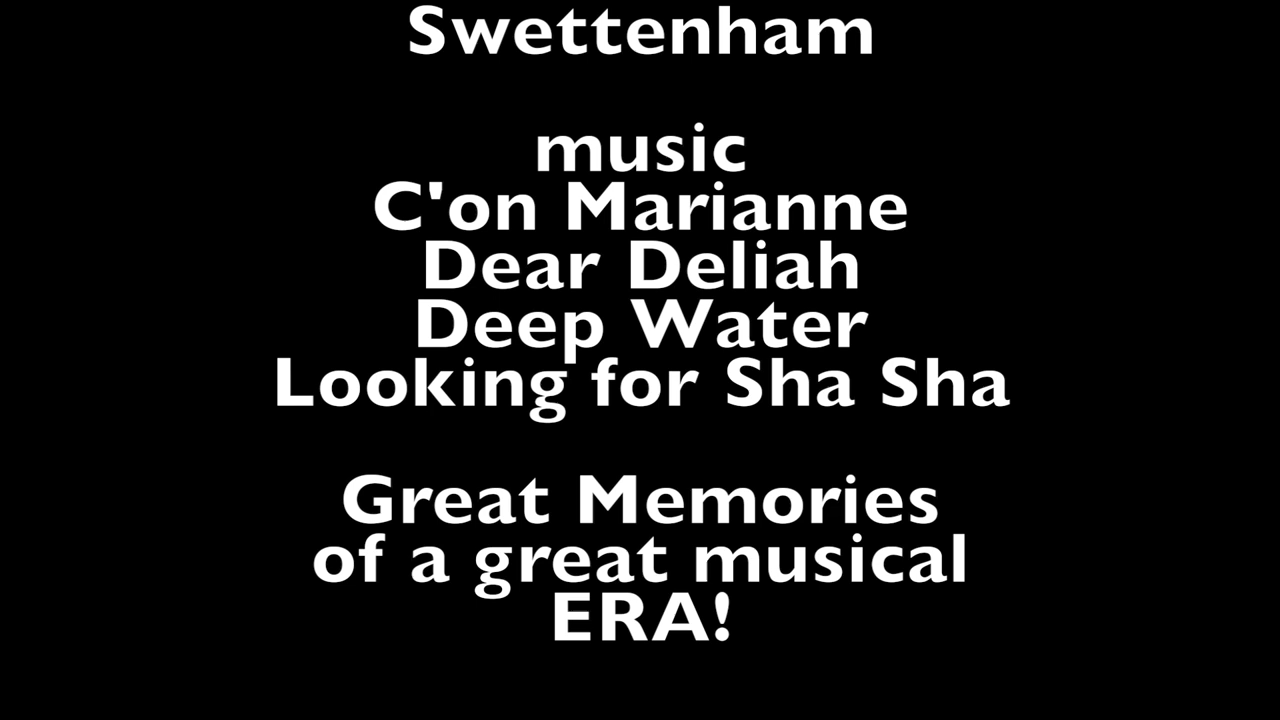 Swettenham
music
C'on Marianne
Dear Deliah
Deep Water
Looking for Sha Sha
Great Memories
of a great musical
ERA!